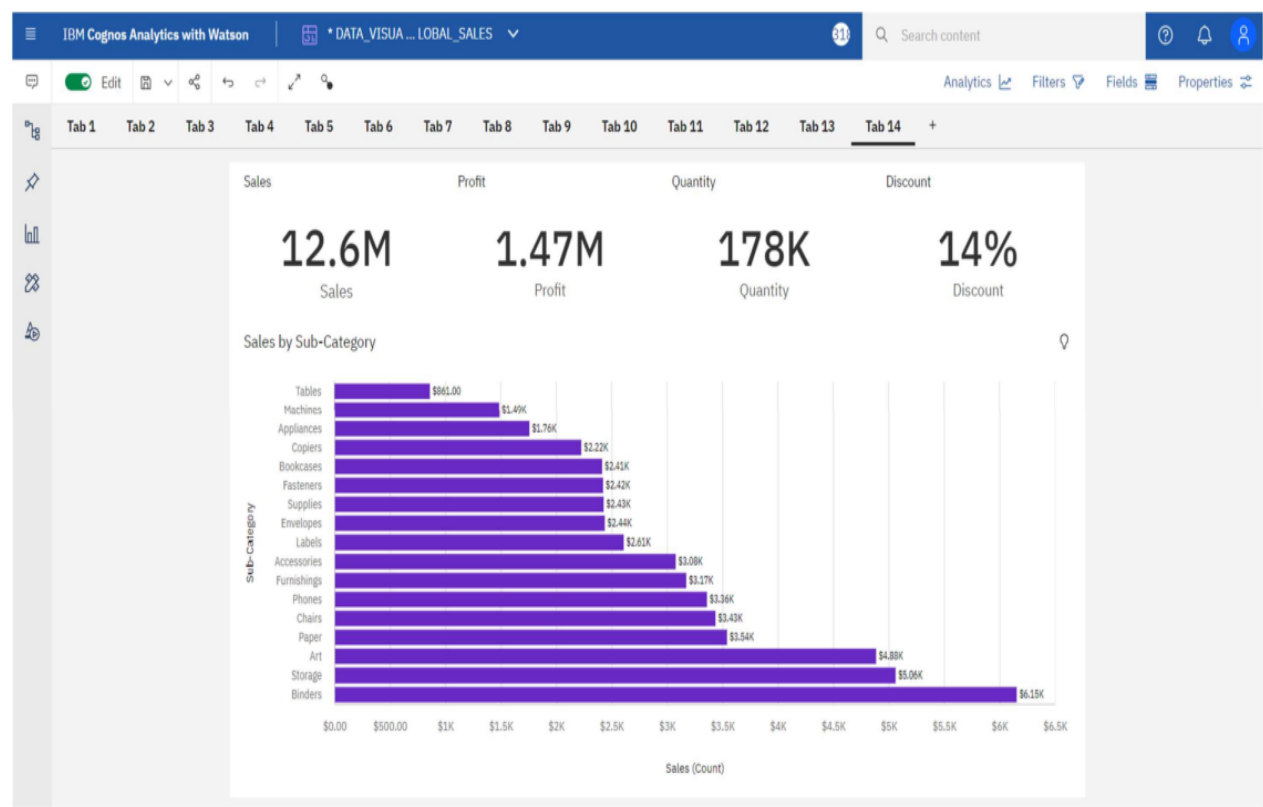 IBM Cognos Analytics with Watson
* DATA_VISUA ... LOBAL_SALES
Search content
Edit
Analytics
Filters
Fields
Properties
Tab 1 Tab 2 Tab 3 Tab 4 Tab 5 Tab 6 Tab 7 Tab 8 Tab 9 Tab 10 Tab 11 Tab 12 Tab 13 Tab 14 +
Sales Profit Quantity Discount
12.6M 1.47M 178K 14%
Sales Profit Quantity Discount
Sales by Sub-Category
Sub-Category
Tables $861.00
Machines $1.49K
Appliances $1.76K
Copiers $2.22K
Bookcases $2.41K
Fasteners $2.42K
Supplies $2.43K
Envelopes $2.44K
Labels $2.61K
Accessories $3.08K
Furnishings $3.17K
Phones $3.36K
Chairs $3.43K
Paper $3.54K
Art $4.88K
Storage $5.06K
Binders $6.15K
$0.00 $500.00 $1K $1.5K $2K $2.5K $3K $3.5K $4K $4.5K $5K $5.5K $6K $6.5K
Sales (Count)